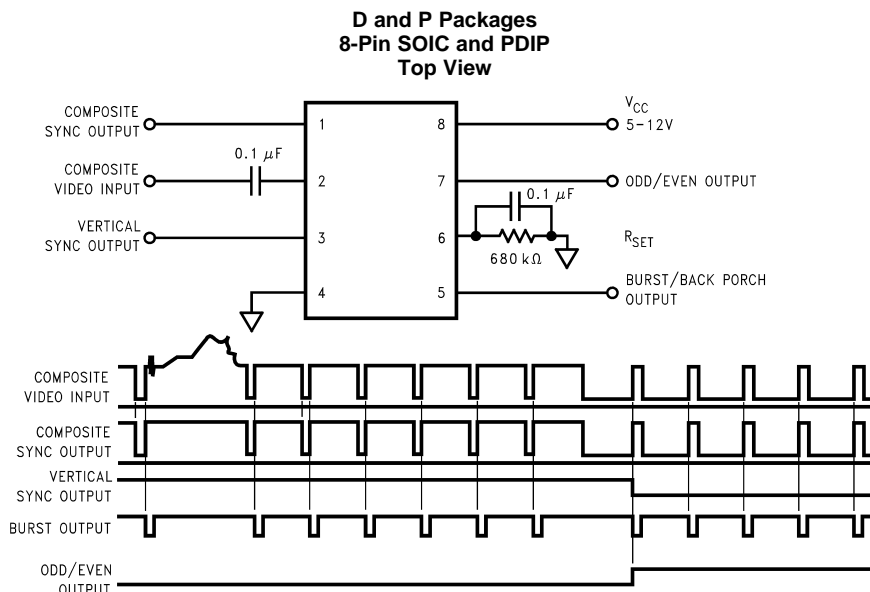 D and P Packages
8-Pin SOIC and PDIP
Top View
COMPOSITE
SYNC OUTPUT
1
8
VCC
5–12V
0.1 μF
COMPOSITE
VIDEO INPUT
2
7
ODD/EVEN OUTPUT
0.1 μF
VERTICAL
SYNC OUTPUT
3
6
RSET
680 kΩ
4
5
BURST/BACK PORCH
OUTPUT
COMPOSITE
VIDEO INPUT
COMPOSITE
SYNC OUTPUT
VERTICAL
SYNC OUTPUT
BURST OUTPUT
ODD/EVEN
OUTPUT